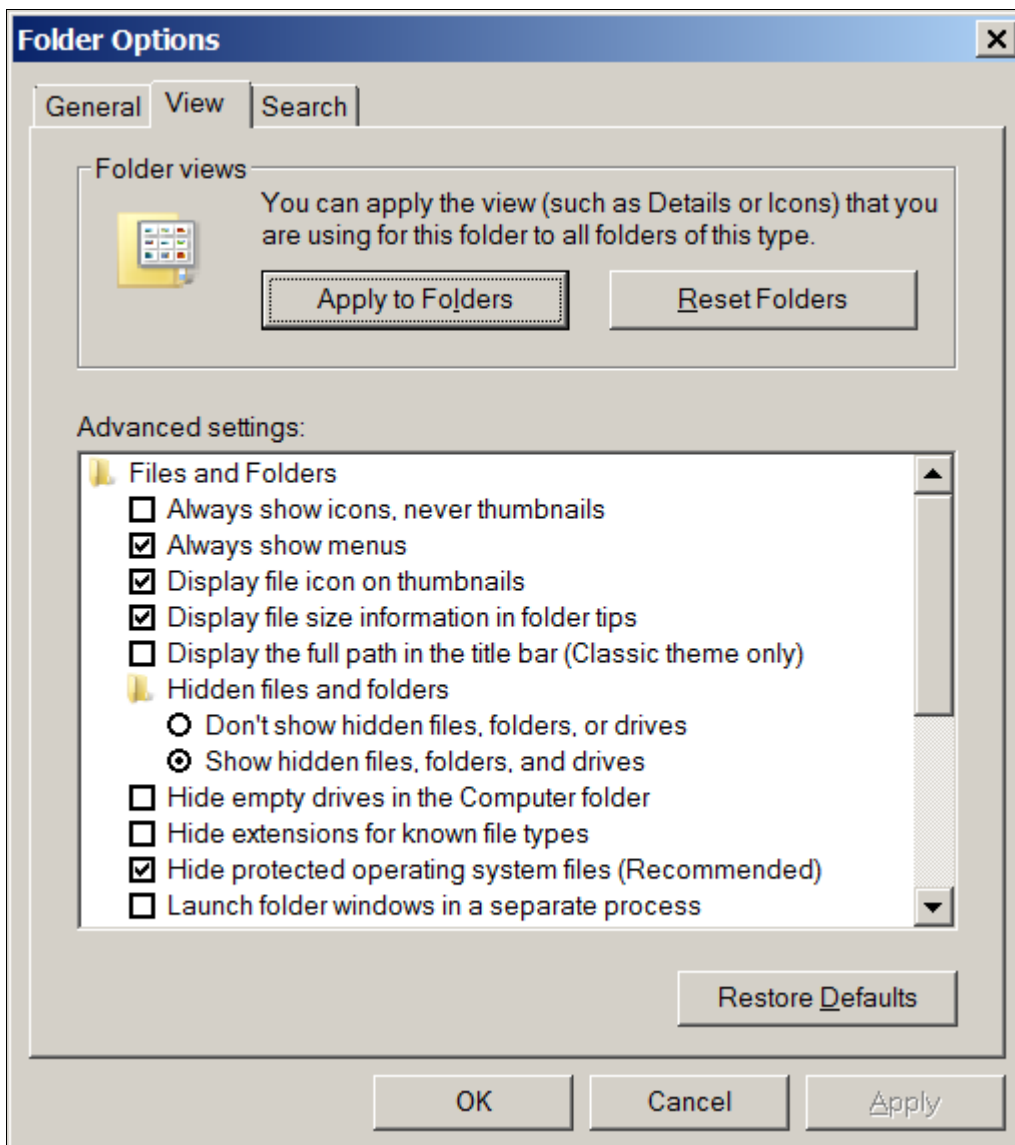 Folder Options
General View Search
Folder views
You can apply the view (such as Details or Icons) that you
are using for this folder to all folders of this type.
Apply to Folders Reset Folders
Advanced settings:
Files and Folders
Always show icons, never thumbnails
Always show menus
Display file icon on thumbnails
Display file size information in folder tips
Display the full path in the title bar (Classic theme only)
Hidden files and folders
Don't show hidden files, folders, or drives
Show hidden files, folders, and drives
Hide empty drives in the Computer folder
Hide extensions for known file types
Hide protected operating system files (Recommended)
Launch folder windows in a separate process
Restore Defaults
OK Cancel Apply